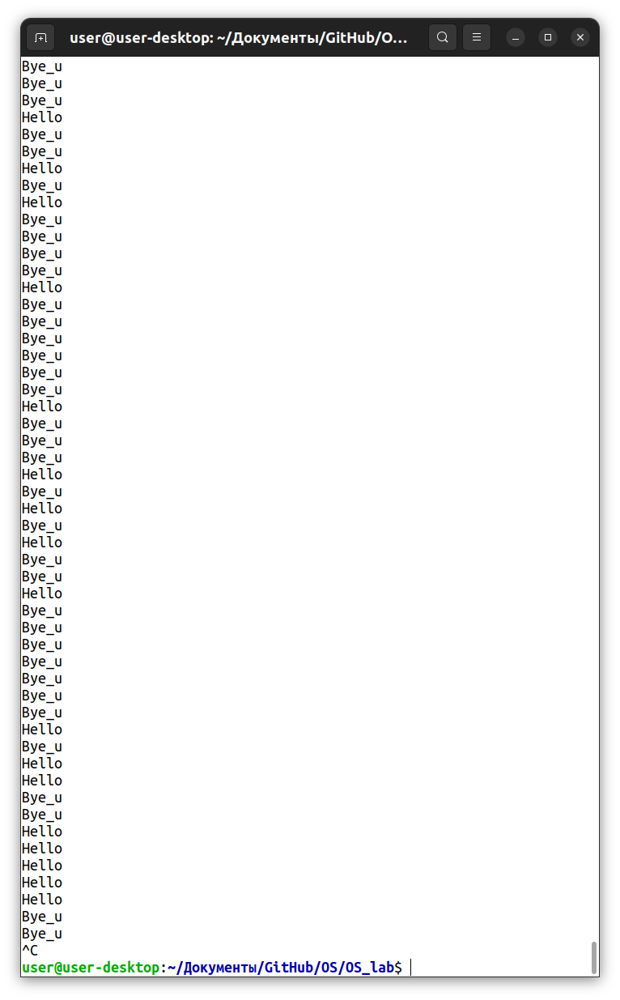 user@user-desktop: ~/Документы/GitHub/O...
Bye_u
Bye_u
Bye_u
Hello
Bye_u
Bye_u
Hello
Bye_u
Hello
Bye_u
Bye_u
Bye_u
Bye_u
Hello
Bye_u
Bye_u
Bye_u
Bye_u
Bye_u
Bye_u
Hello
Bye_u
Bye_u
Bye_u
Hello
Bye_u
Hello
Bye_u
Hello
Bye_u
Bye_u
Hello
Bye_u
Bye_u
Bye_u
Bye_u
Bye_u
Bye_u
Bye_u
Hello
Bye_u
Hello
Hello
Bye_u
Bye_u
Hello
Hello
Hello
Hello
Hello
Bye_u
Bye_u
^C
user@user-desktop:~/Документы/GitHub/OS/OS_lab$